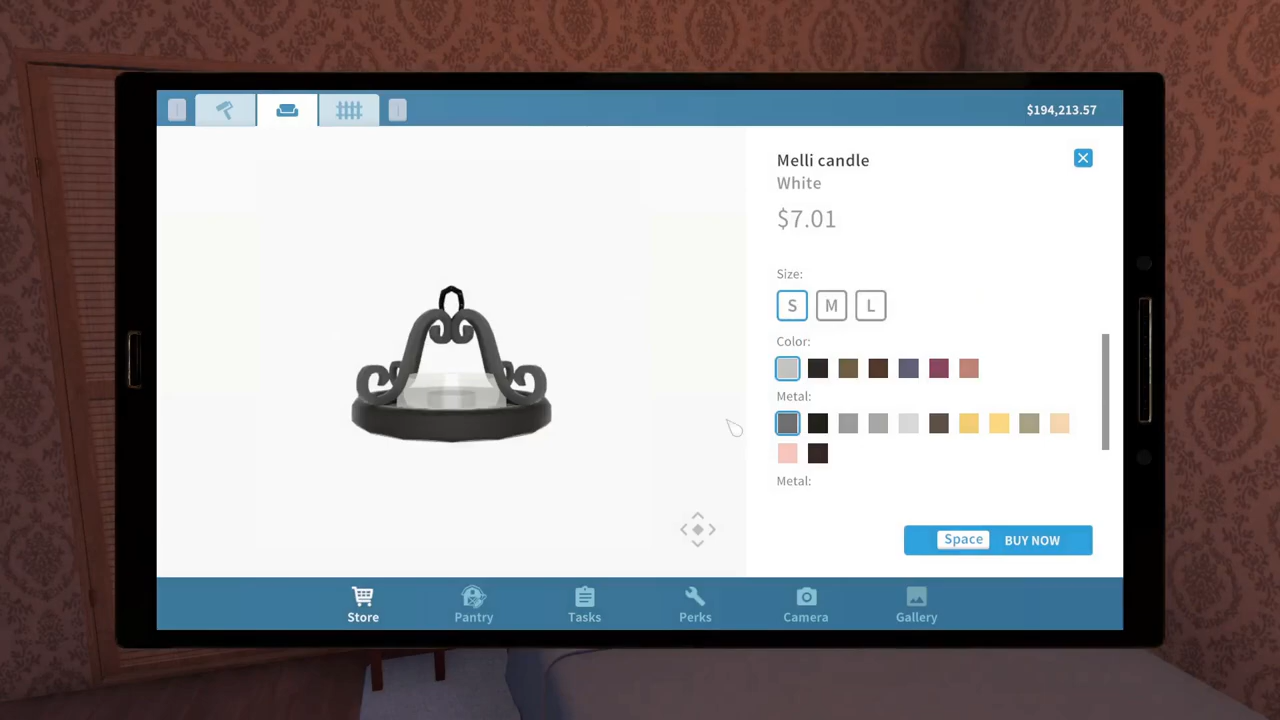 $194,213.57
Melli candle
White
$7.01
Size:
S M L
Color:
Metal:
Metal:
Space BUY NOW
Store Pantry Tasks Perks Camera Gallery